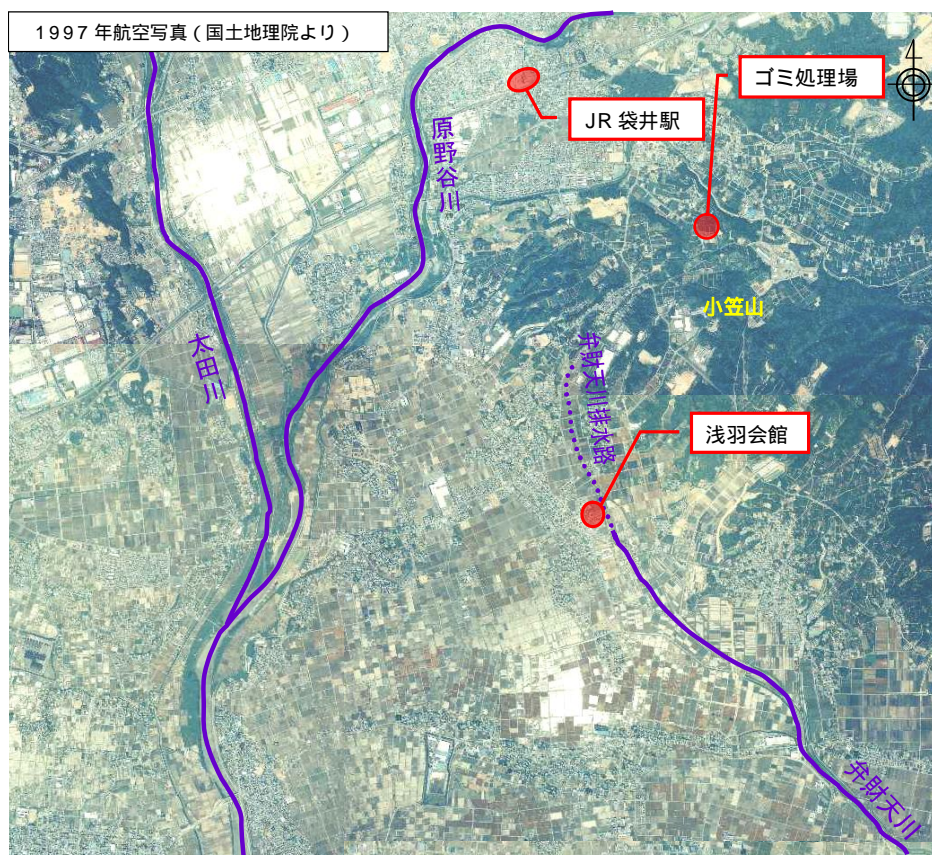 1997年航空写真(国土地理院より)
4
ゴミ処理場
JR 袋井駅
原野谷川
小笠山
太田川
弁財天川排水路
浅羽会館
弁財天川